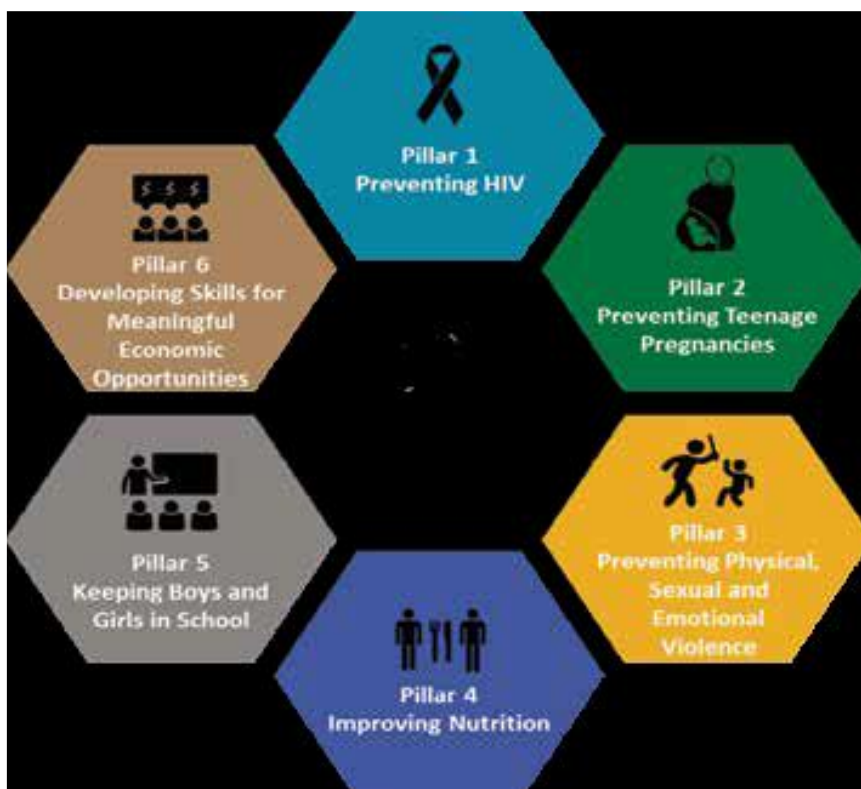 Pillar 1
Preventing HIV
Pillar 2
Preventing Teenage
Pregnancies
Pillar 3
Preventing Physical,
Sexual and
Emotional
Violence
Pillar 4
Improving Nutrition
Pillar 5
Keeping Boys and
Girls in School
$ $ $
Pillar 6
Developing Skills for
Meaningful
Economic
Opportunities